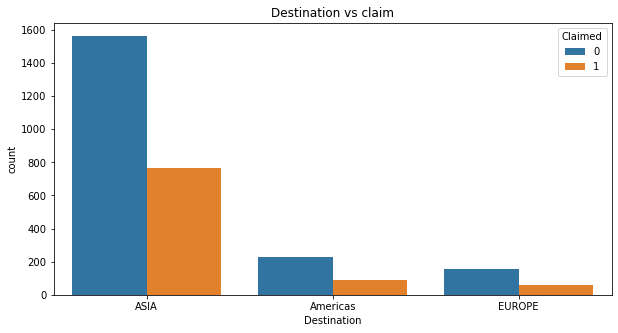 Destination vs claim
Claimed
0
1
count
1600
1400
1200
1000
800
600
400
200
0
ASIA
Americas
EUROPE
Destination